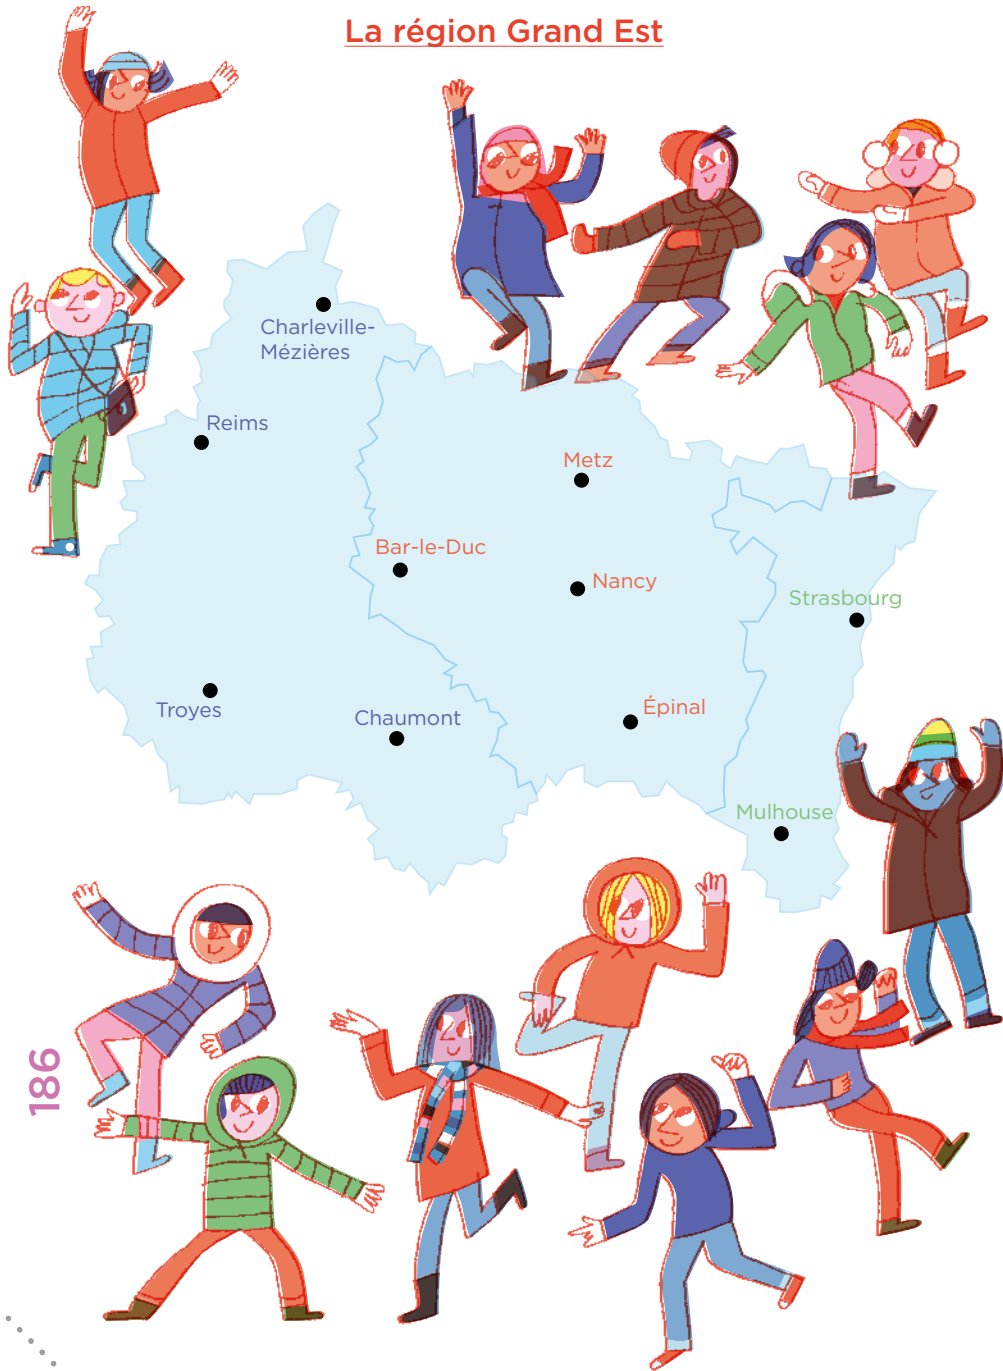 La région Grand Est
Charleville-
Mézières
Reims
Metz
Bar-le-Duc
Nancy
Strasbourg
Troyes
Chaumont
Épinal
Mulhouse
186